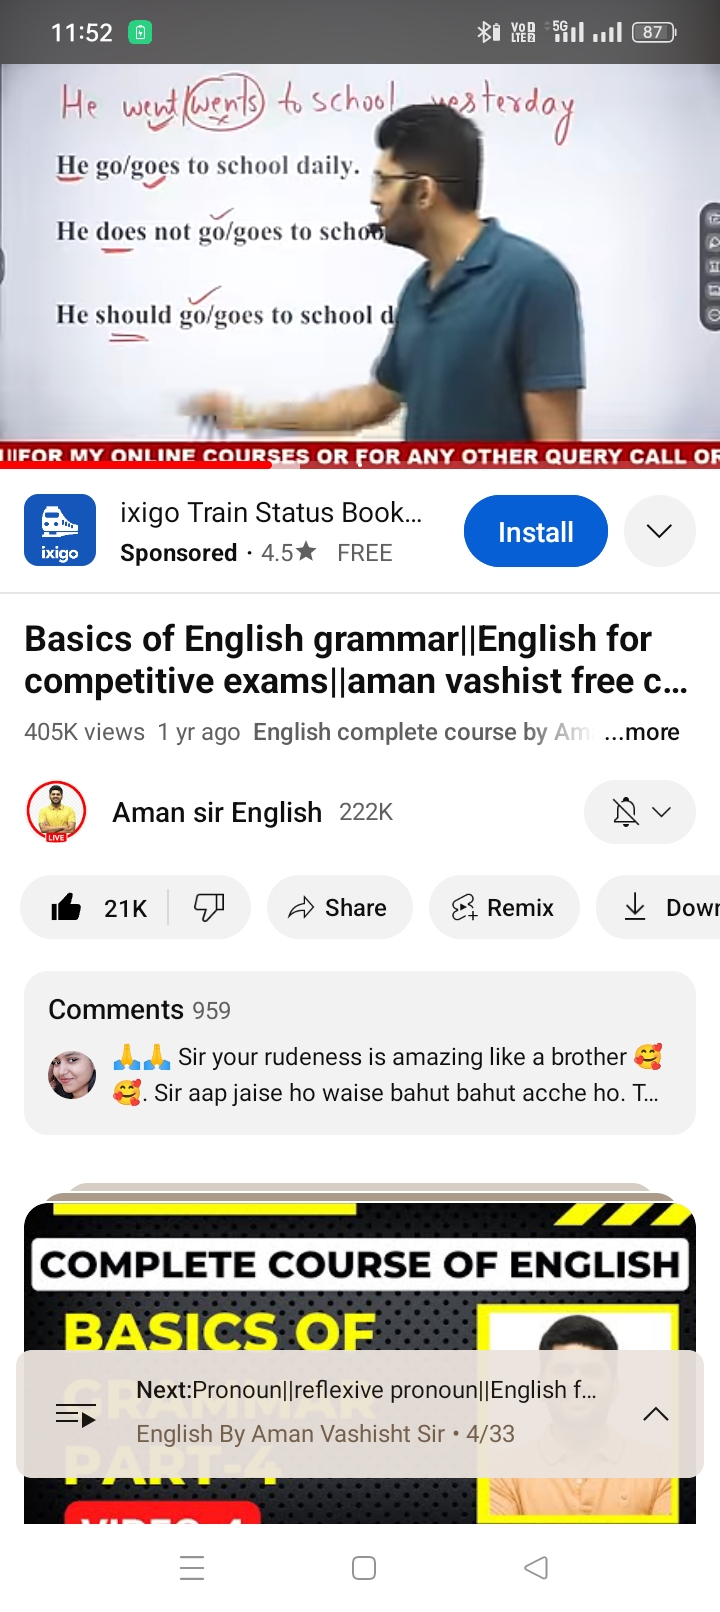 11:52
VoD LTE2 5G 87
He went/wents to school yesterday
He go/goes to school daily.
He does not go/goes to schoo
He should go/goes to school d
FOR MY ONLINE COURSES OR FOR ANY OTHER QUERY CALL OR
ixigo
ixigo Train Status Book...
Sponsored · 4.5★ FREE
Install
Basics of English grammar||English for
competitive exams||aman vashist free c...
405K views 1 yr ago English complete course by Am ...more
LIVE
Aman sir English 222K
21K Share Remix Down
Comments 959
🙏🙏 Sir your rudeness is amazing like a brother 🥰
🥰. Sir aap jaise ho waise bahut bahut acche ho. T...
COMPLETE COURSE OF ENGLISH
BASICS OF
GRAMMAR
PART-4
Next:Pronoun||reflexive pronoun||English f...
English By Aman Vashisht Sir • 4/33
VIDEO-4